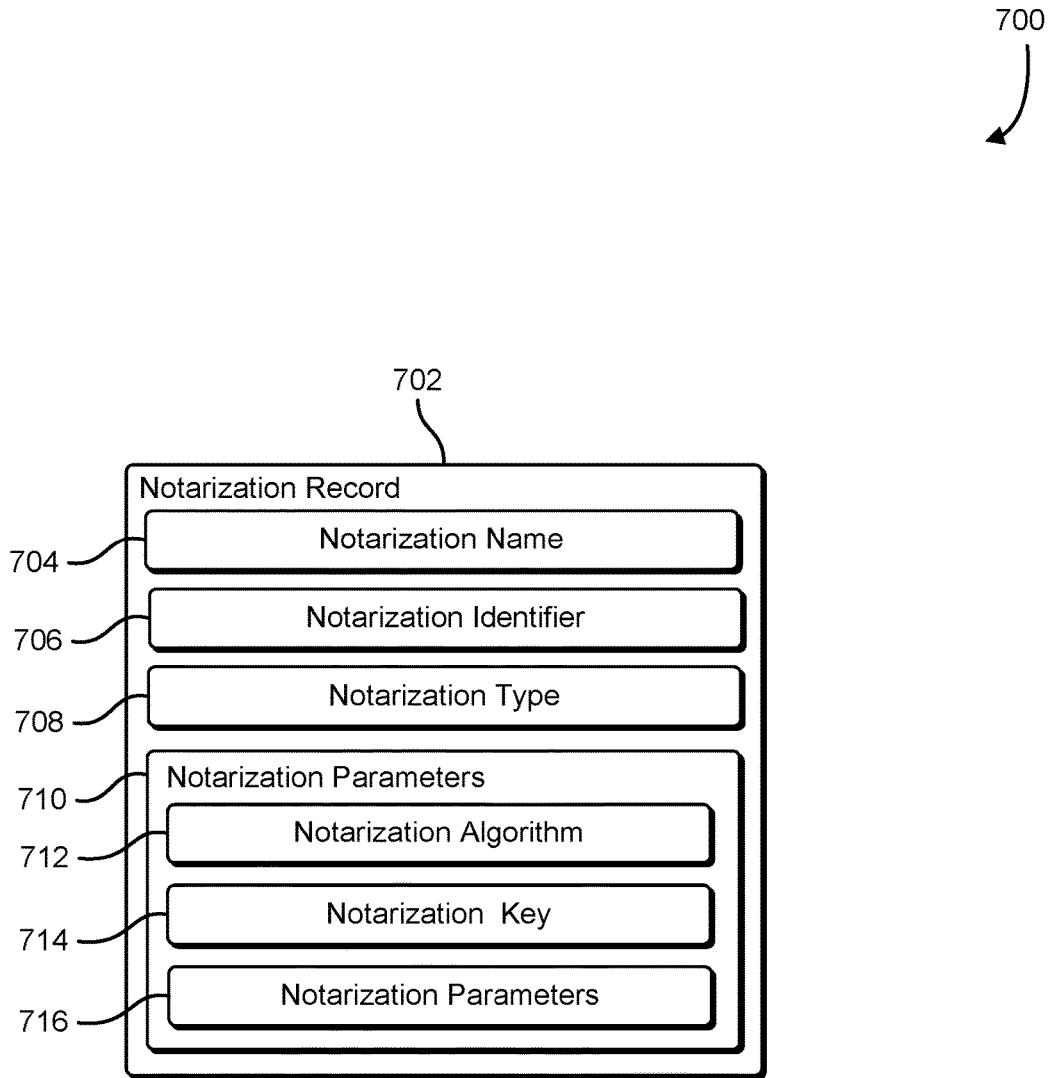 700
702
Notarization Record
704
Notarization Name
706
Notarization Identifier
708
Notarization Type
710
Notarization Parameters
712
Notarization Algorithm
714
Notarization Key
716
Notarization Parameters